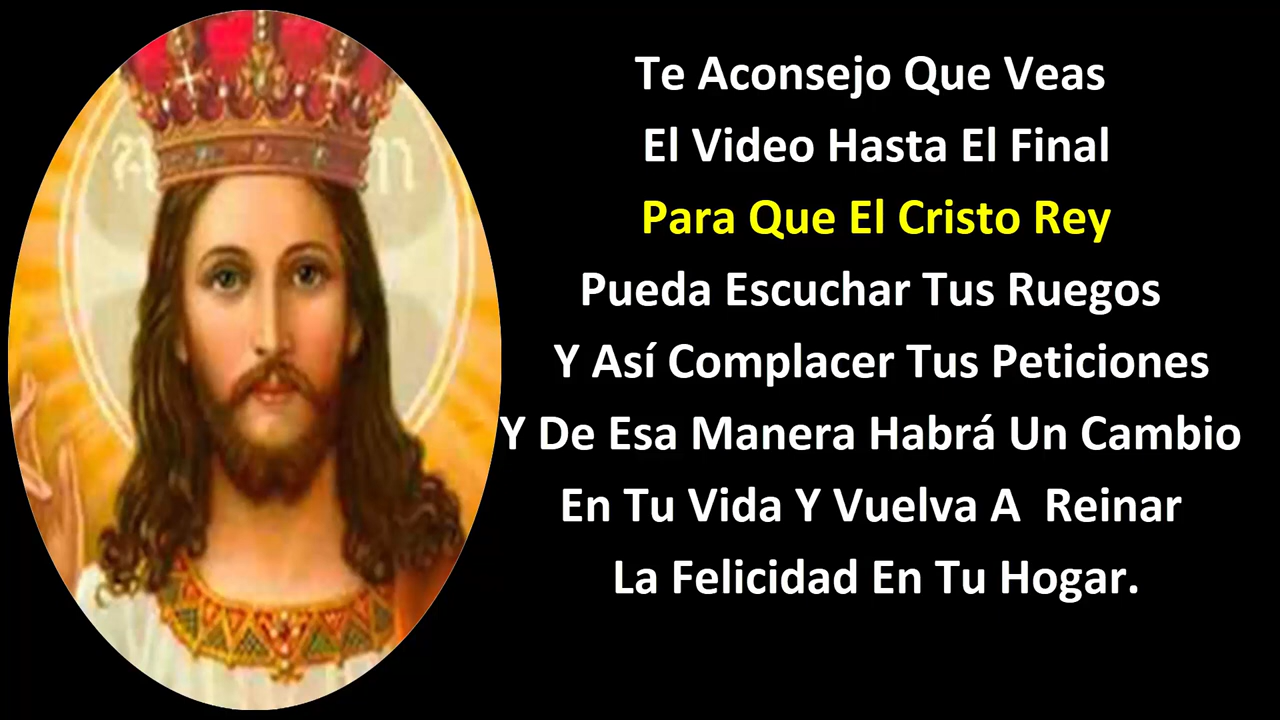 Te Aconsejo Que Veas
El Video Hasta El Final
Para Que El Cristo Rey
Pueda Escuchar Tus Ruegos
Y Así Complacer Tus Peticiones
Y De Esa Manera Habrá Un Cambio
En Tu Vida Y Vuelva A Reinar
La Felicidad En Tu Hogar.